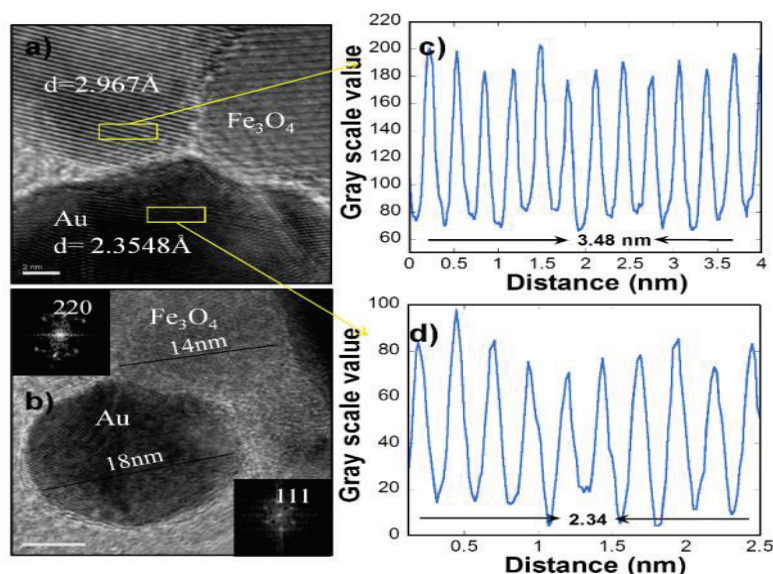 a)
d=2.967Å
Fe3O4
Au
d= 2.3548Å
2 nm
220
Fe3O4
14nm
b)
Au
18nm
111
c)
Gray scale value
220
200
180
160
140
120
100
80
60
3.48 nm
0 0.5 1 1.5 2 2.5 3 3.5 4
Distance (nm)
d)
Gray scale value
100
80
60
40
20
0
2.34
0.5 1 1.5 2 2.5
Distance (nm)